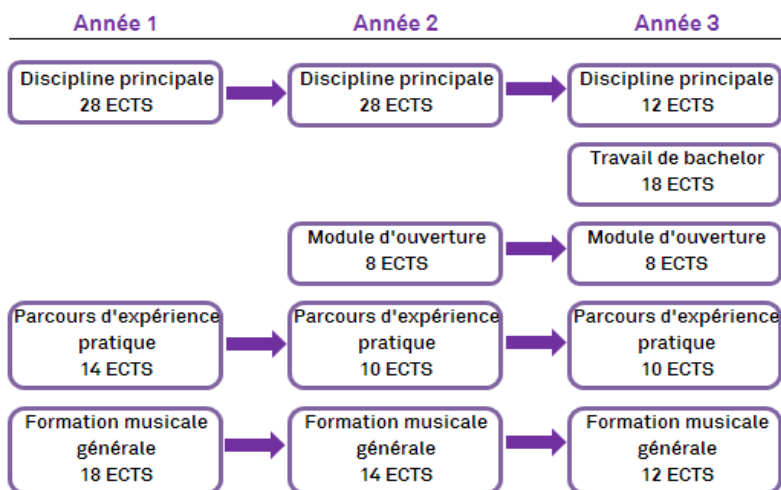 Année 1
Année 2
Année 3
Discipline principale
28 ECTS
Discipline principale
28 ECTS
Discipline principale
12 ECTS
Travail de bachelor
18 ECTS
Module d'ouverture
8 ECTS
Module d'ouverture
8 ECTS
Parcours d'expérience
pratique
14 ECTS
Parcours d'expérience
pratique
10 ECTS
Parcours d'expérience
pratique
10 ECTS
Formation musicale
générale
18 ECTS
Formation musicale
générale
14 ECTS
Formation musicale
générale
12 ECTS